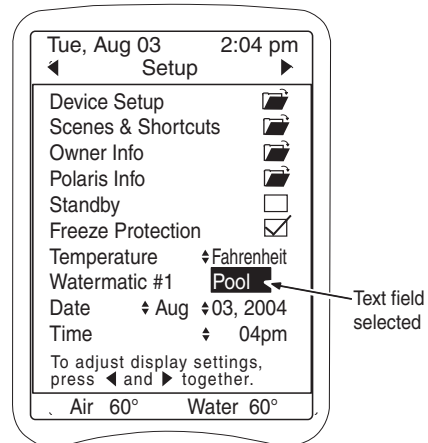 Tue, Aug 03 2:04 pm
Setup
Device Setup
Scenes & Shortcuts
Owner Info
Polaris Info
Standby
Freeze Protection
Temperature Fahrenheit
Watermatic #1 Pool
Date Aug 03, 2004
Time 04pm
To adjust display settings,
press ◀ and ▶ together.
Air 60° Water 60°
Text field
selected